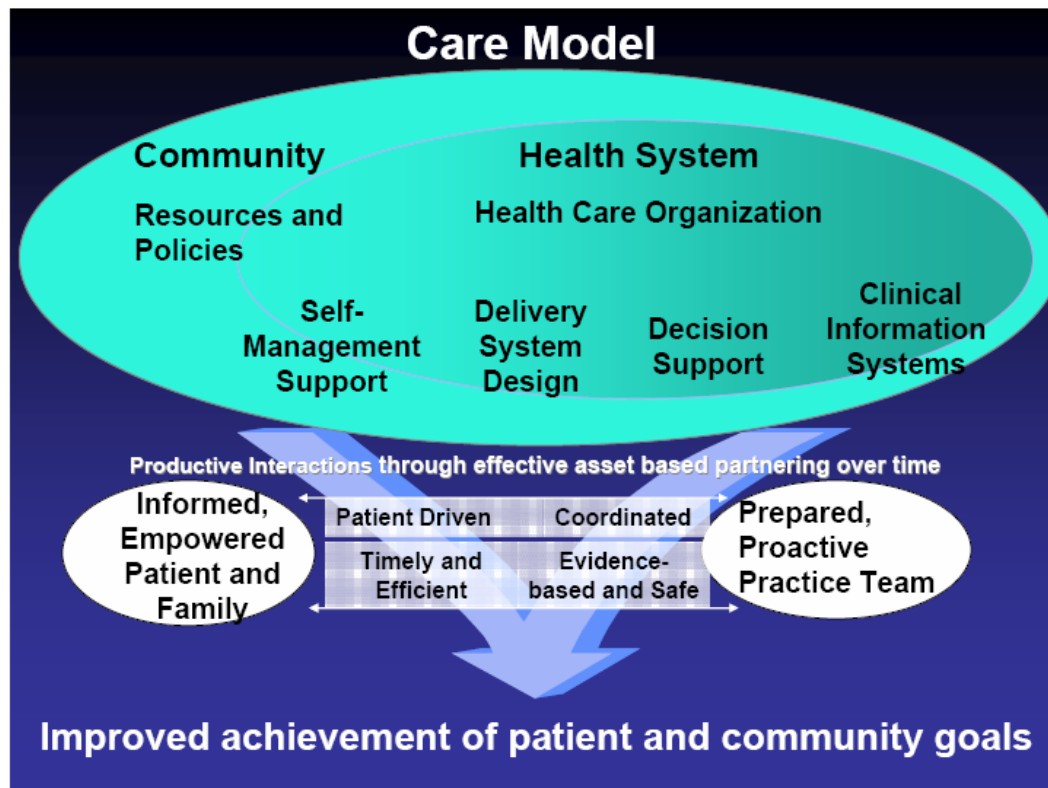 Care Model
Community
Health System
Resources and
Policies
Health Care Organization
Self-
Management
Support
Delivery
System
Design
Decision
Support
Clinical
Information
Systems
Productive Interactions through effective asset based partnering over time
Informed,
Empowered
Patient and
Family
Patient Driven
Coordinated
Timely and
Efficient
Evidence-
based and Safe
Prepared,
Proactive
Practice Team
Improved achievement of patient and community goals